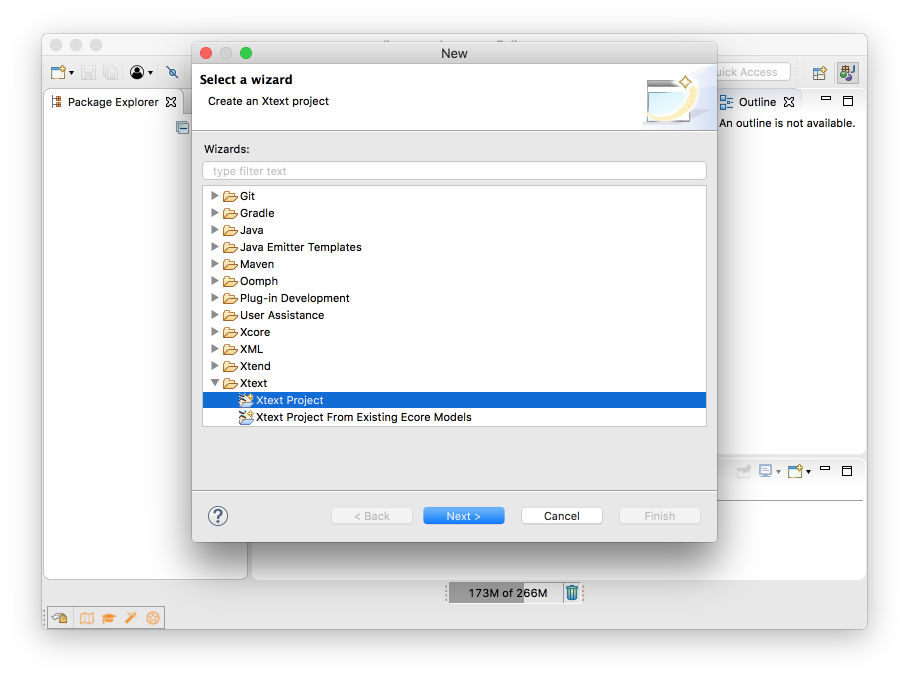 New
Select a wizard
Create an Xtext project
Quick Access
Package Explorer
Outline
An outline is not available.
Wizards:
type filter text
Git
Gradle
Java
Java Emitter Templates
Maven
Oomph
Plug-in Development
User Assistance
Xcore
XML
Xtend
Xtext
Xtext Project
Xtext Project From Existing Ecore Models
?
< Back
Next >
Cancel
Finish
173M of 266M